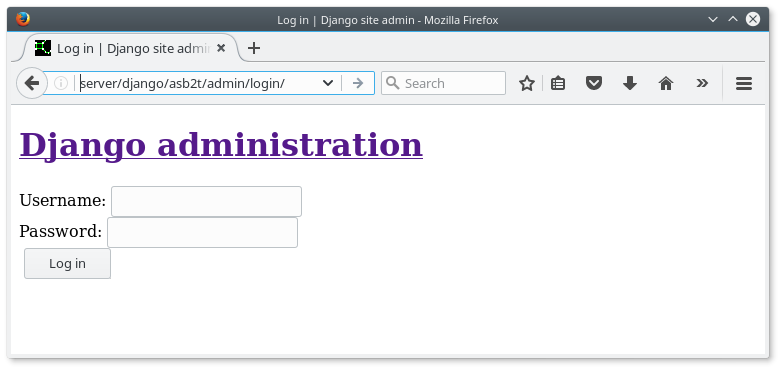 Log in | Django site admin - Mozilla Firefox
Log in | Django site admin
server/django/asb2t/admin/login/
Search
Django administration
Username:
Password:
Log in